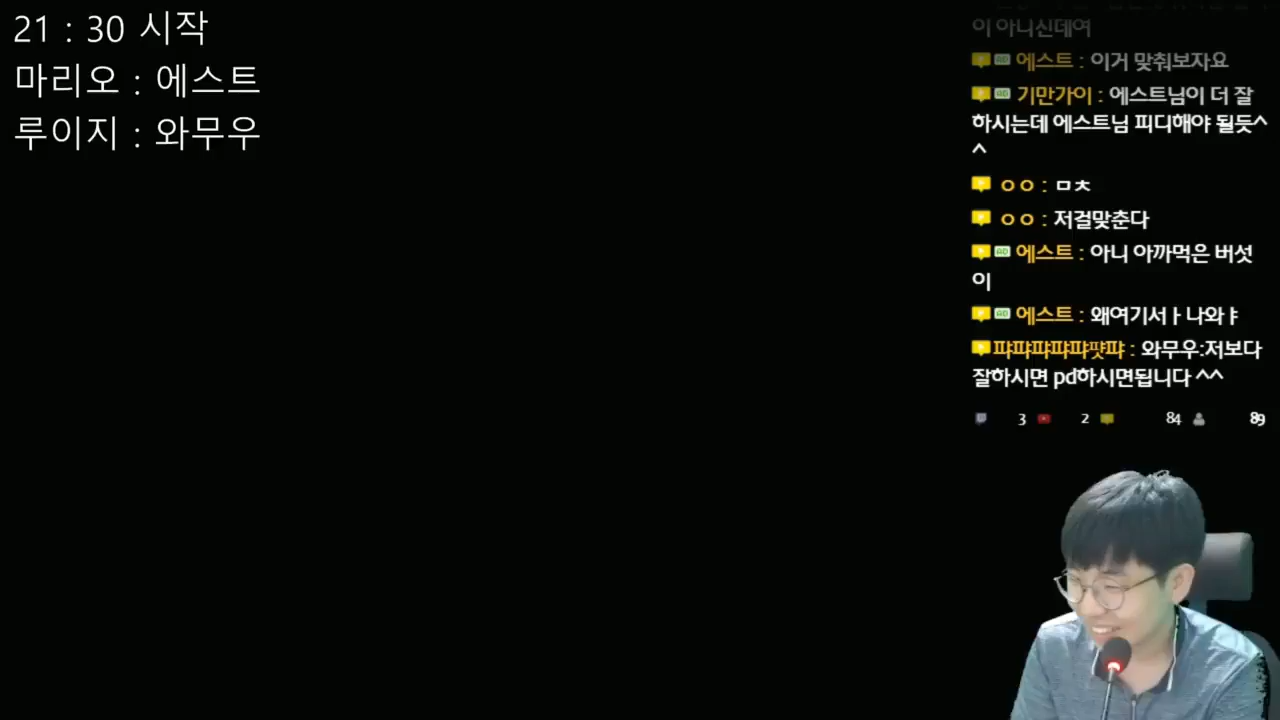 21 : 30 시작
마리오 : 에스트
루이지 : 와무우
이 아니신데여
에스트 : 이거 맞춰보자요
기만가이 : 에스트님이 더 잘
하시는데 에스트님 피디해야 될듯^
^
ㅇㅇ : ㅁㅊ
ㅇㅇ : 저걸맞춘다
에스트 : 아니 아까먹은 버섯
이
에스트 : 왜여기서ㅏ나와ㅑ
퍄퍄퍄퍄퍄퍗퍄 : 와무우:저보다
잘하시면 pd하시면됩니다 ^^
3 2 84 89